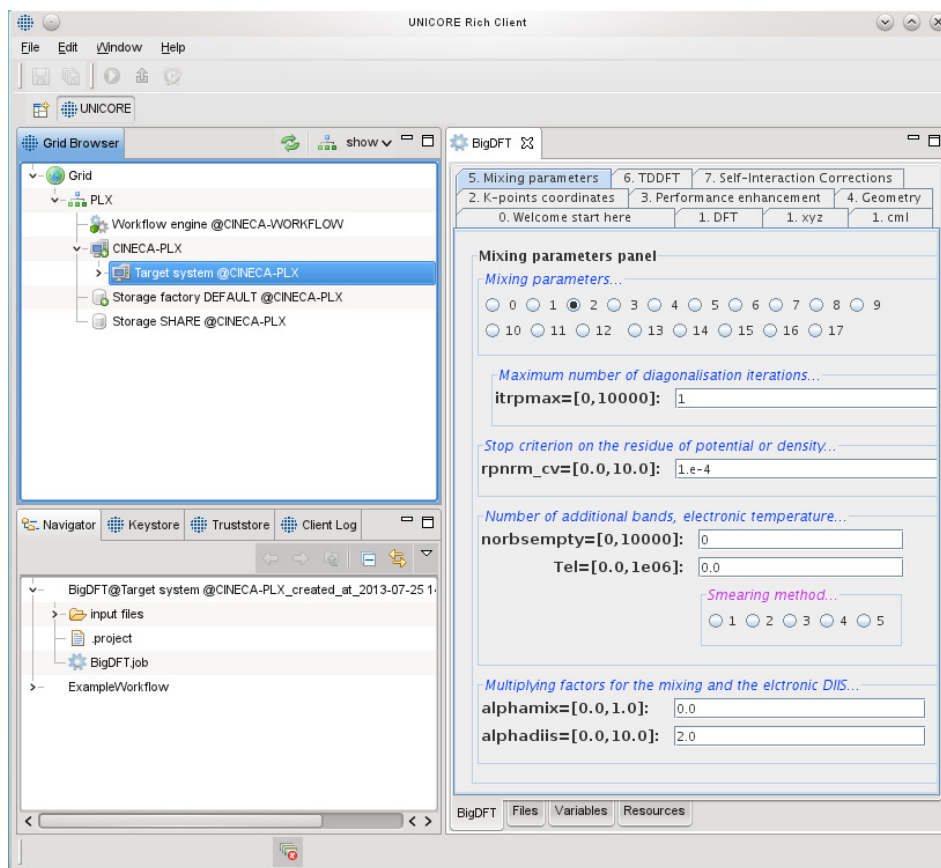 UNICORE Rich Client
File Edit Window Help
UNICORE
Grid Browser show
Grid
PLX
Workflow engine @CINECA-WORKFLOW
CINECA-PLX
Target system @CINECA-PLX
Storage factory DEFAULT @CINECA-PLX
Storage SHARE @CINECA-PLX
Navigator Keystore Truststore Client Log
BigDFT@Target system @CINECA-PLX_created_at_2013-07-25 1
input files
.project
BigDFT.job
ExampleWorkflow
BigDFT
5. Mixing parameters 6. TDDFT 7. Self-Interaction Corrections
2. K-points coordinates 3. Performance enhancement 4. Geometry
0. Welcome start here 1. DFT 1. xyz 1. cml
Mixing parameters panel
Mixing parameters...
0 1 2 3 4 5 6 7 8 9
10 11 12 13 14 15 16 17
Maximum number of diagonalisation iterations...
itrpmax=[0,10000]: 1
Stop criterion on the residue of potential or density...
rpnrm_cv=[0.0,10.0]: 1.e-4
Number of additional bands, electronic temperature...
norbsempty=[0,10000]: 0
Tel=[0.0,1e06]: 0.0
Smearing method...
1 2 3 4 5
Multiplying factors for the mixing and the elctronic DIIS...
alphamix=[0.0,1.0]: 0.0
alphadiis=[0.0,10.0]: 2.0
BigDFT Files Variables Resources